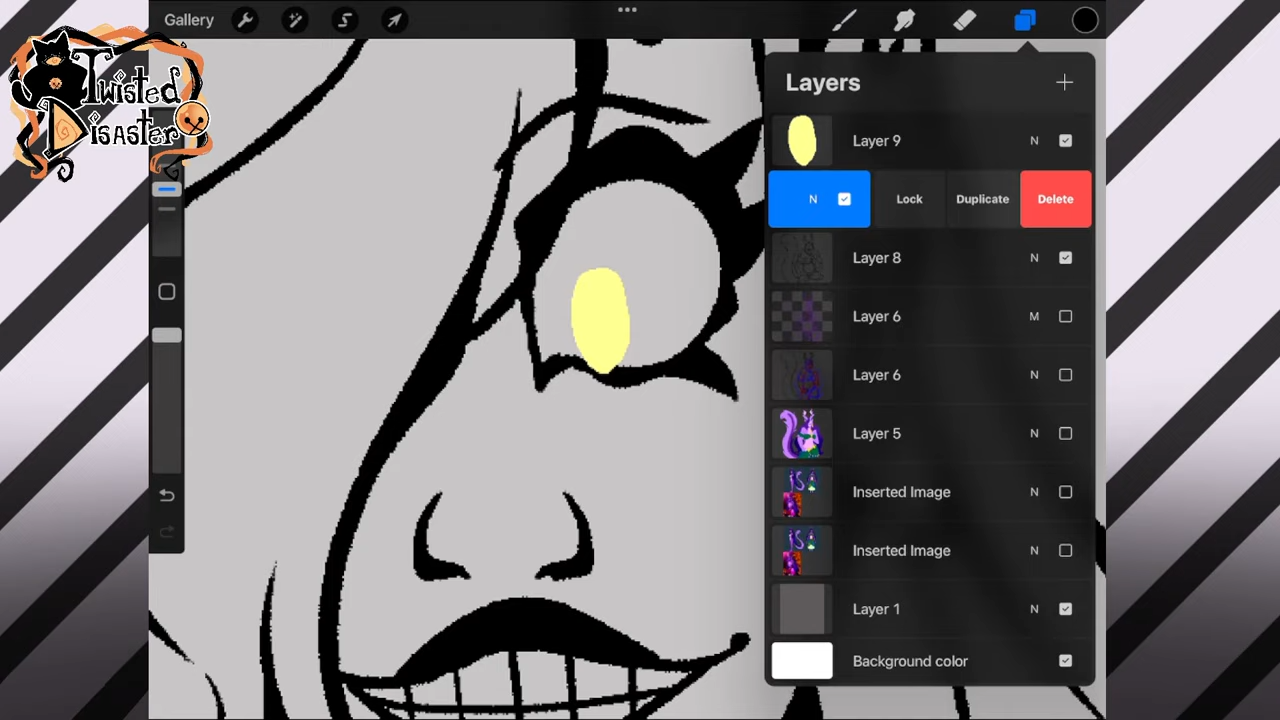 Gallery
Twisted
Disaster
Layers
Layer 9 N
N Lock Duplicate Delete
Layer 8 N
Layer 6 M
Layer 6 N
Layer 5 N
Inserted Image N
Inserted Image N
Layer 1 N
Background color